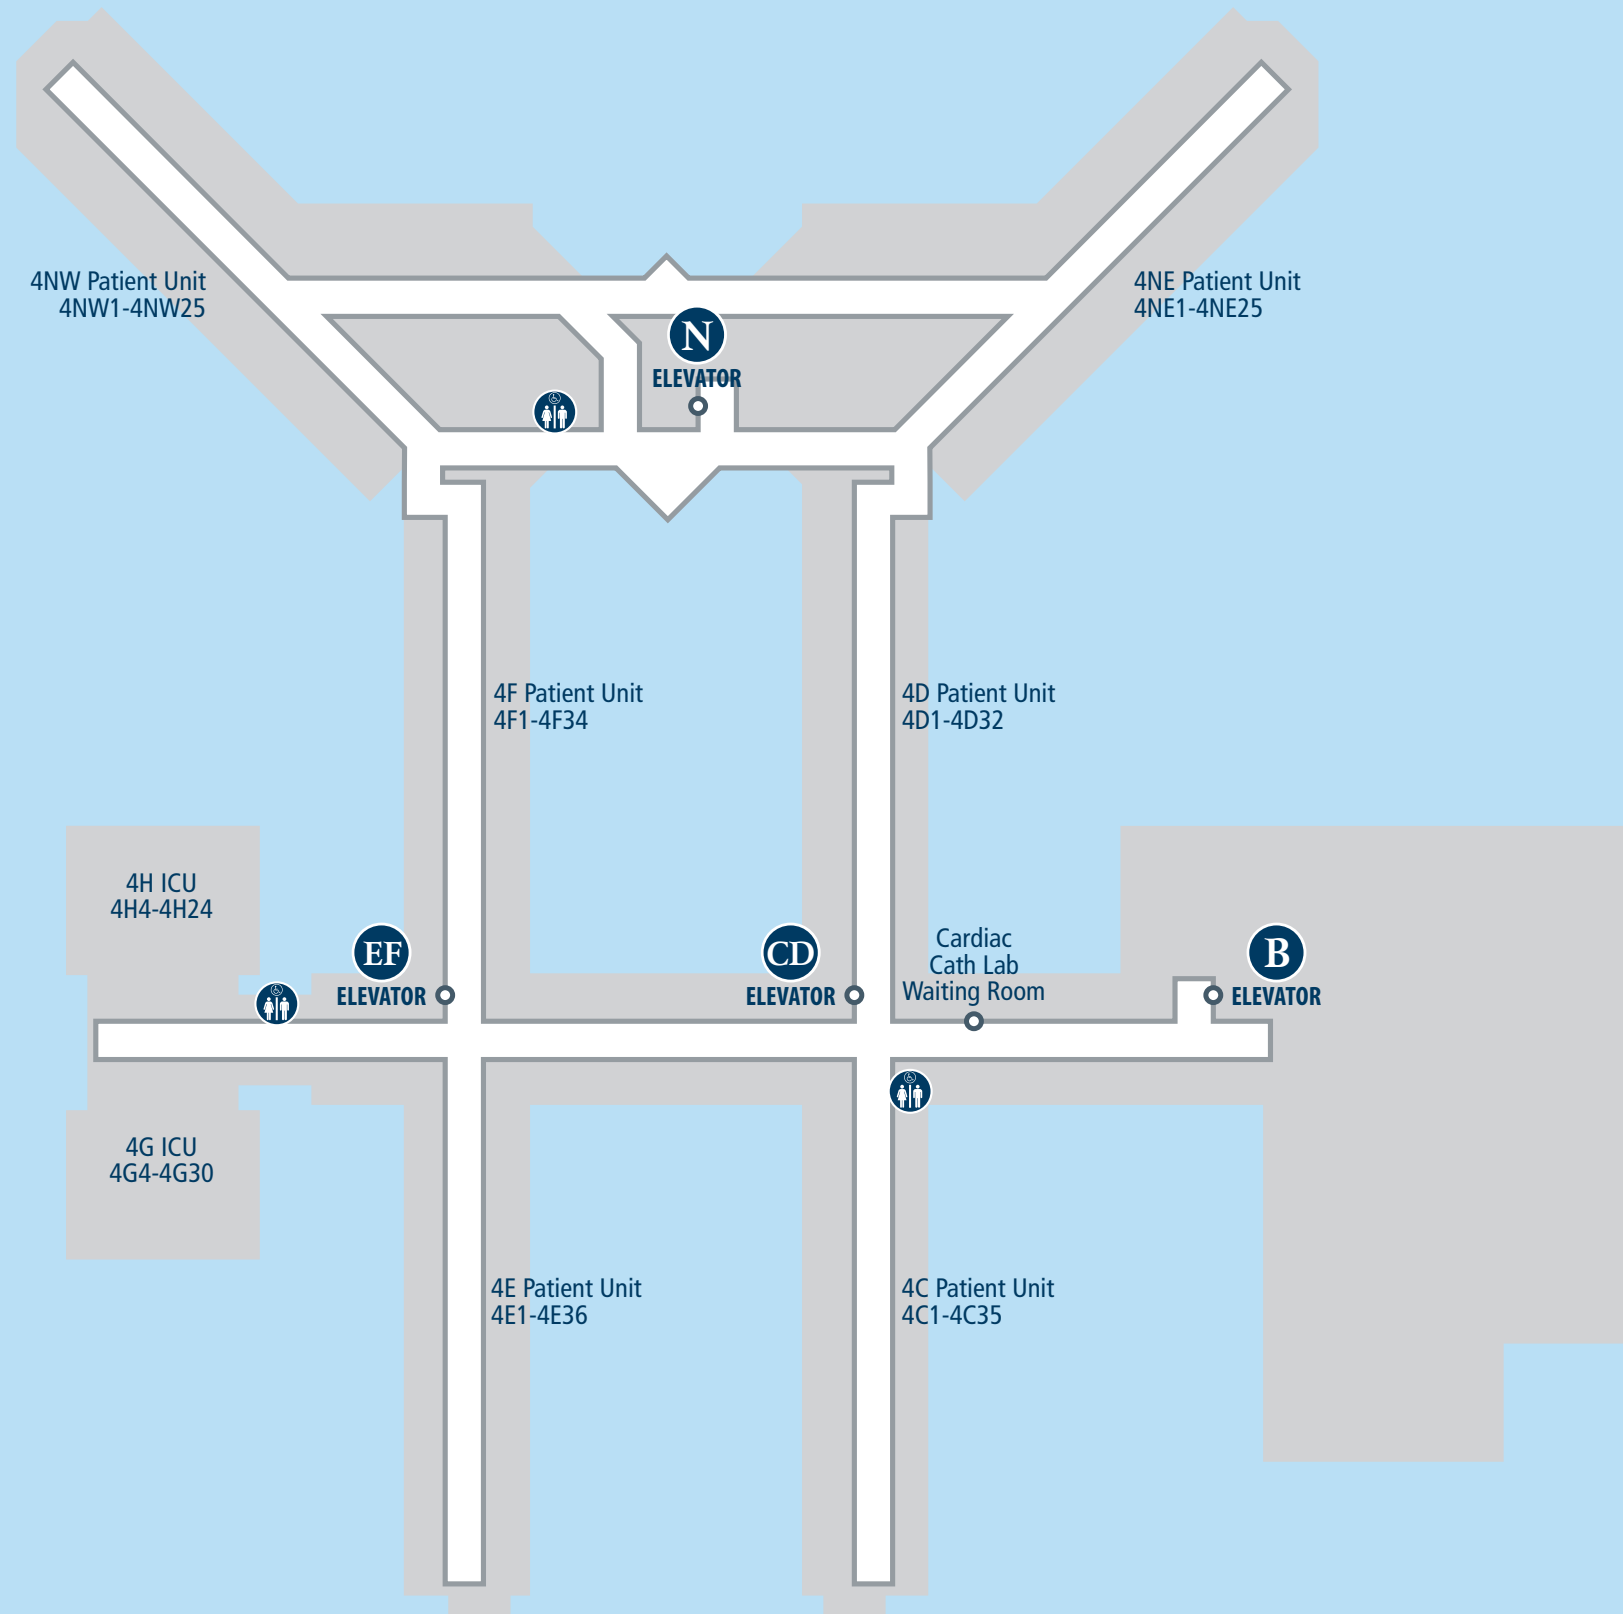 4NW Patient Unit
4NW1-4NW25
4NE Patient Unit
4NE1-4NE25
N
ELEVATOR
4F Patient Unit
4F1-4F34
4D Patient Unit
4D1-4D32
4H ICU
4H4-4H24
EF
ELEVATOR
CD
ELEVATOR
Cardiac
Cath Lab
Waiting Room
B
ELEVATOR
4G ICU
4G4-4G30
4E Patient Unit
4E1-4E36
4C Patient Unit
4C1-4C35